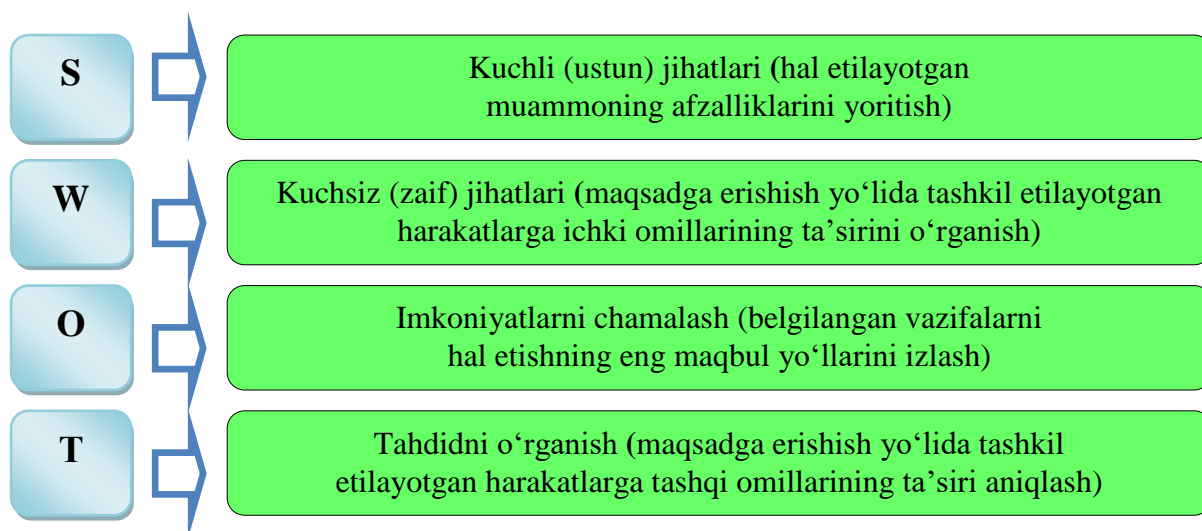 S
Kuchli (ustun) jihatlari (hal etilayotgan
muammoning afzalliklarini yoritish)
W
Kuchsiz (zaif) jihatlari (maqsadga erishish yo‘lida tashkil etilayotgan
harakatlarga ichki omillarining ta’sirini o‘rganish)
O
Imkoniyatlarni chamalash (belgilangan vazifalarni
hal etishning eng maqbul yo‘llarini izlash)
T
Tahdidni o‘rganish (maqsadga erishish yo‘lida tashkil
etilayotgan harakatlarga tashqi omillarining ta’siri aniqlash)